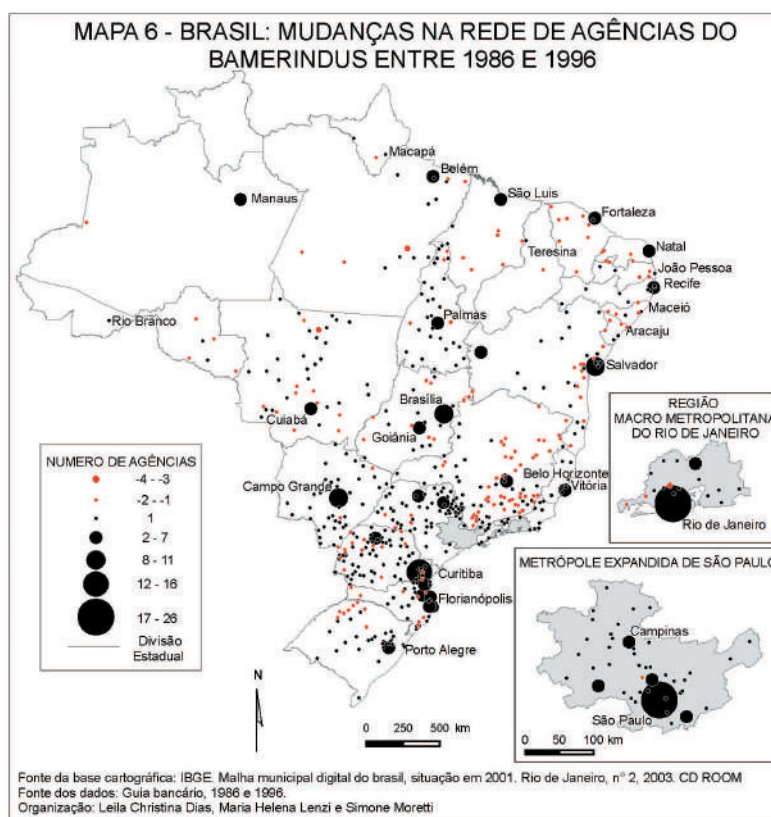 MAPA 6 - BRASIL: MUDANÇAS NA REDE DE AGÊNCIAS DO
BAMERINDUS ENTRE 1986 E 1996
Macapá
Belém
Manaus
São Luis
Fortaleza
Teresina
Natal
João Pessoa
Recife
Maceió
Aracaju
Rio Branco
Palmas
Salvador
Brasília
Cuiabá
Goiânia
Belo Horizonte
Vitória
Campo Grande
Curitiba
Florianópolis
Porto Alegre
REGIÃO
MACRO METROPOLITANA
DO RIO DE JANEIRO
Rio de Janeiro
METRÓPOLE EXPANDIDA DE SÃO PAULO
Campinas
São Paulo
0 50 100 km
NUMERO DE AGÊNCIAS
-4 - -3
-2 - -1
1
2 - 7
8 - 11
12 - 16
17 - 26
Divisão
Estadual
N
0 250 500 km
Fonte da base cartográfica: IBGE. Malha municipal digital do brasil, situação em 2001. Rio de Janeiro, n° 2, 2003. CD ROOM
Fonte dos dados: Guia bancário, 1986 e 1996.
Organização: Leila Christina Dias, Maria Helena Lenzi e Simone Moretti